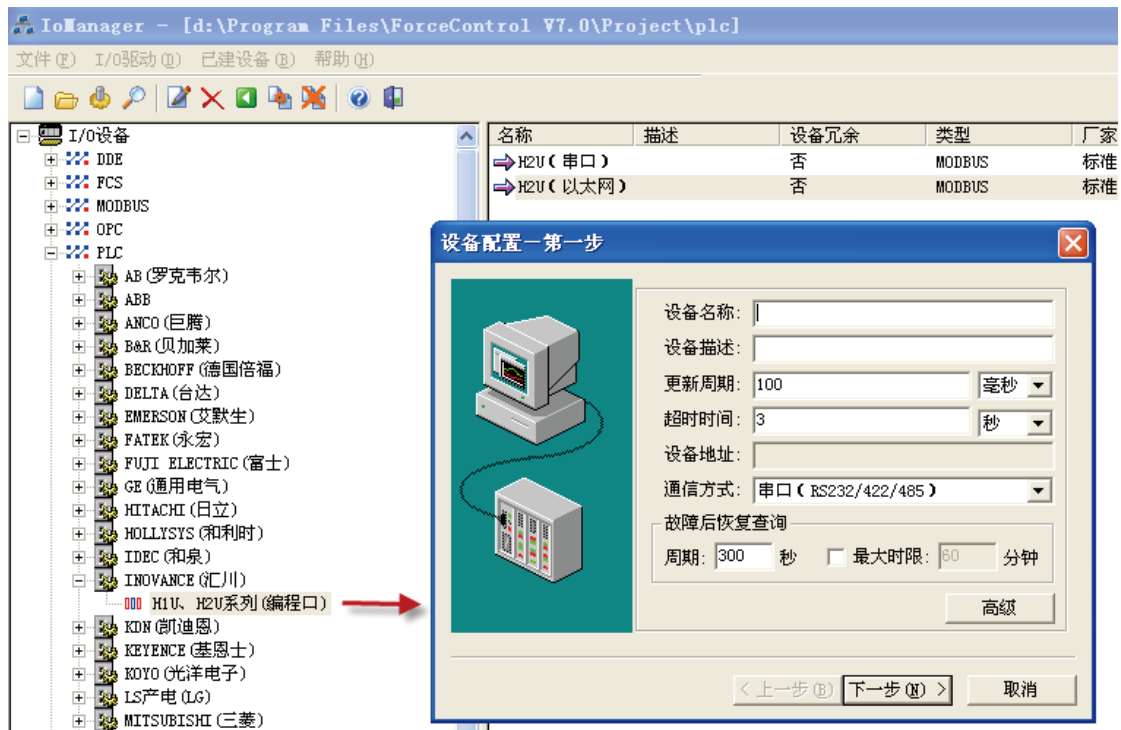 IoManager - [d:\Program Files\ForceControl V7.0\Project\plc]
文件(F) I/O驱动(D) 已建设备(B) 帮助(H)
I/O设备
DDE
FCS
MODBUS
OPC
PLC
AB(罗克韦尔)
ABB
ANCO(巨腾)
B&R(贝加莱)
BECKHOFF(德国倍福)
DELTA(台达)
EMERSON(艾默生)
FATEK(永宏)
FUJI ELECTRIC(富士)
GE(通用电气)
HITACHI(日立)
HOLLYSYS(和利时)
IDEC(和泉)
INOVANCE(汇川)
H1U、H2U系列(编程口)
KDN(凯迪恩)
KEYENCE(基恩士)
KOYO(光洋电子)
LS产电(LG)
MITSUBISHI(三菱)
名称 描述 设备冗余 类型 厂家
H2U(串口) 否 MODBUS 标准
H2U(以太网) 否 MODBUS 标准
设备配置-第一步
设备名称:
设备描述:
更新周期: 100 毫秒
超时时间: 3 秒
设备地址:
通信方式: 串口(RS232/422/485)
故障后恢复查询
周期: 300 秒 最大时限: 60 分钟
高级
< 上一步(B) 下一步(N) > 取消